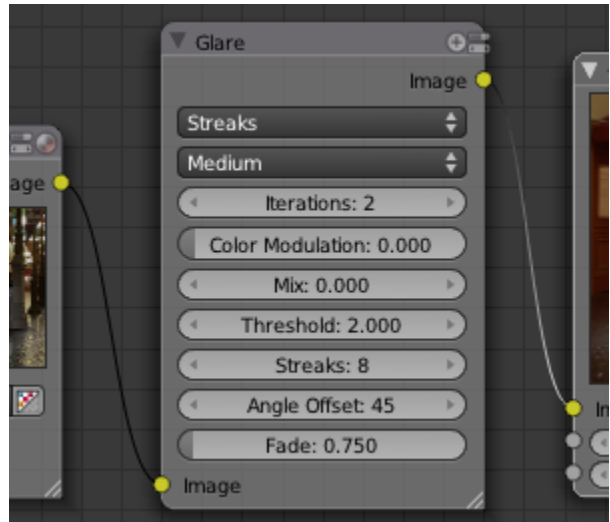 Glare
Image
Streaks
Medium
Iterations: 2
Color Modulation: 0.000
Mix: 0.000
Threshold: 2.000
Streaks: 8
Angle Offset: 45
Fade: 0.750
Image